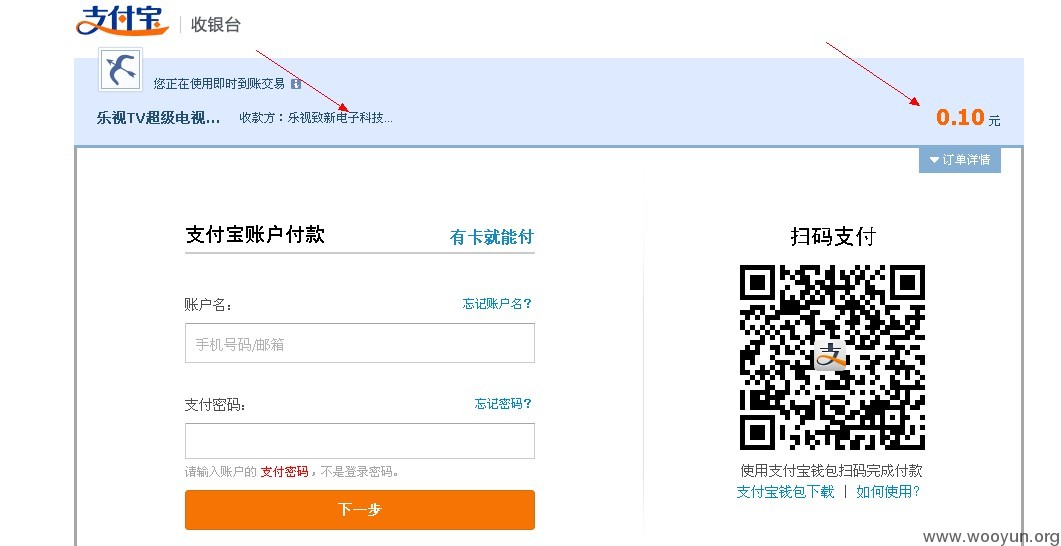 支付宝 收银台
您正在使用即时到账交易
乐视TV超级电视... 收款方：乐视致新电子科技... 0.10 元
订单详情
支付宝账户付款 有卡就能付
扫码支付
账户名： 忘记账户名？
手机号码/邮箱
支付密码： 忘记密码？
请输入账户的 支付密码，不是登录密码。
下一步
使用支付宝钱包扫码完成付款
支付宝钱包下载 | 如何使用？
www.wooyun.org